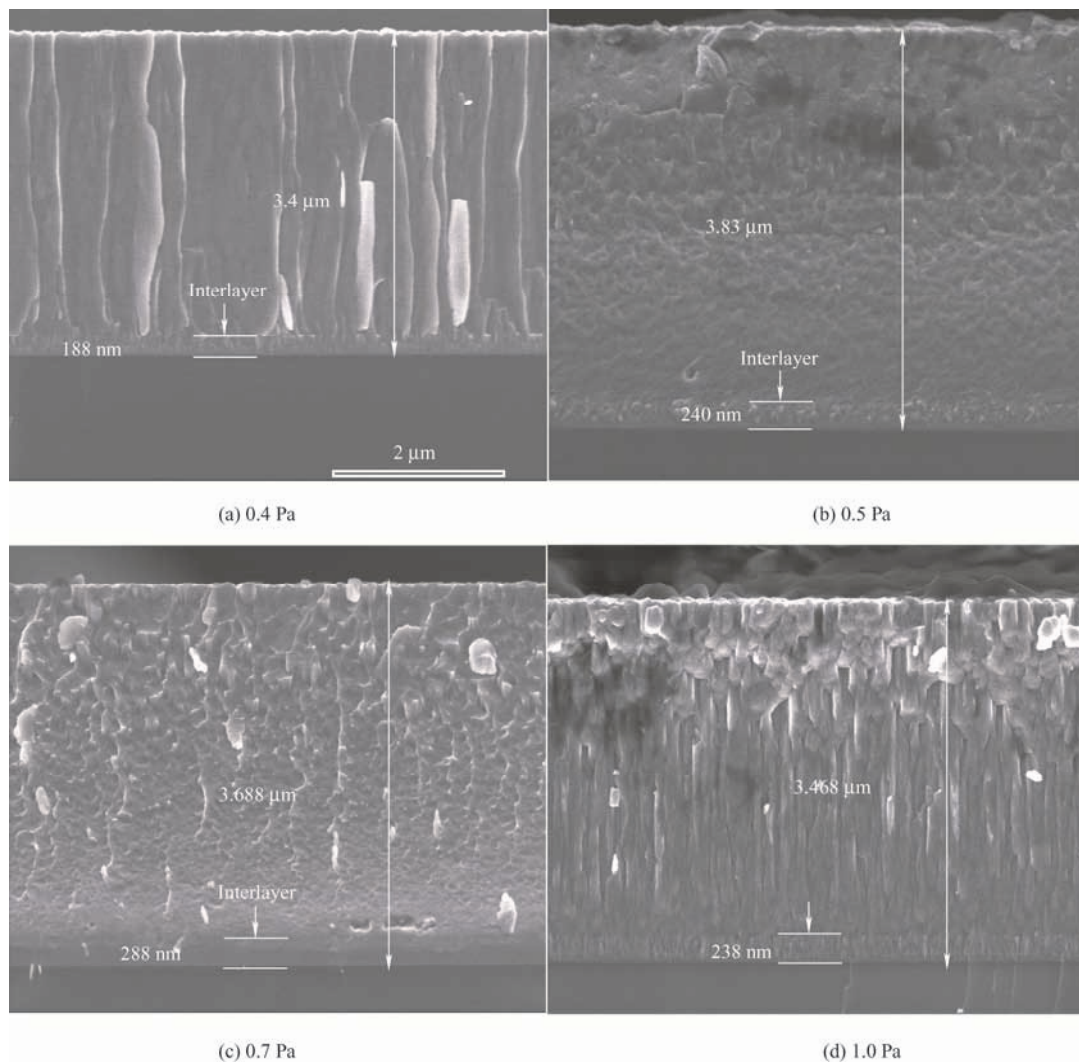 3.4 μm
Interlayer
188 nm
2 μm
(a) 0.4 Pa
3.83 μm
Interlayer
240 nm
(b) 0.5 Pa
3.688 μm
Interlayer
288 nm
(c) 0.7 Pa
3.468 μm
238 nm
(d) 1.0 Pa